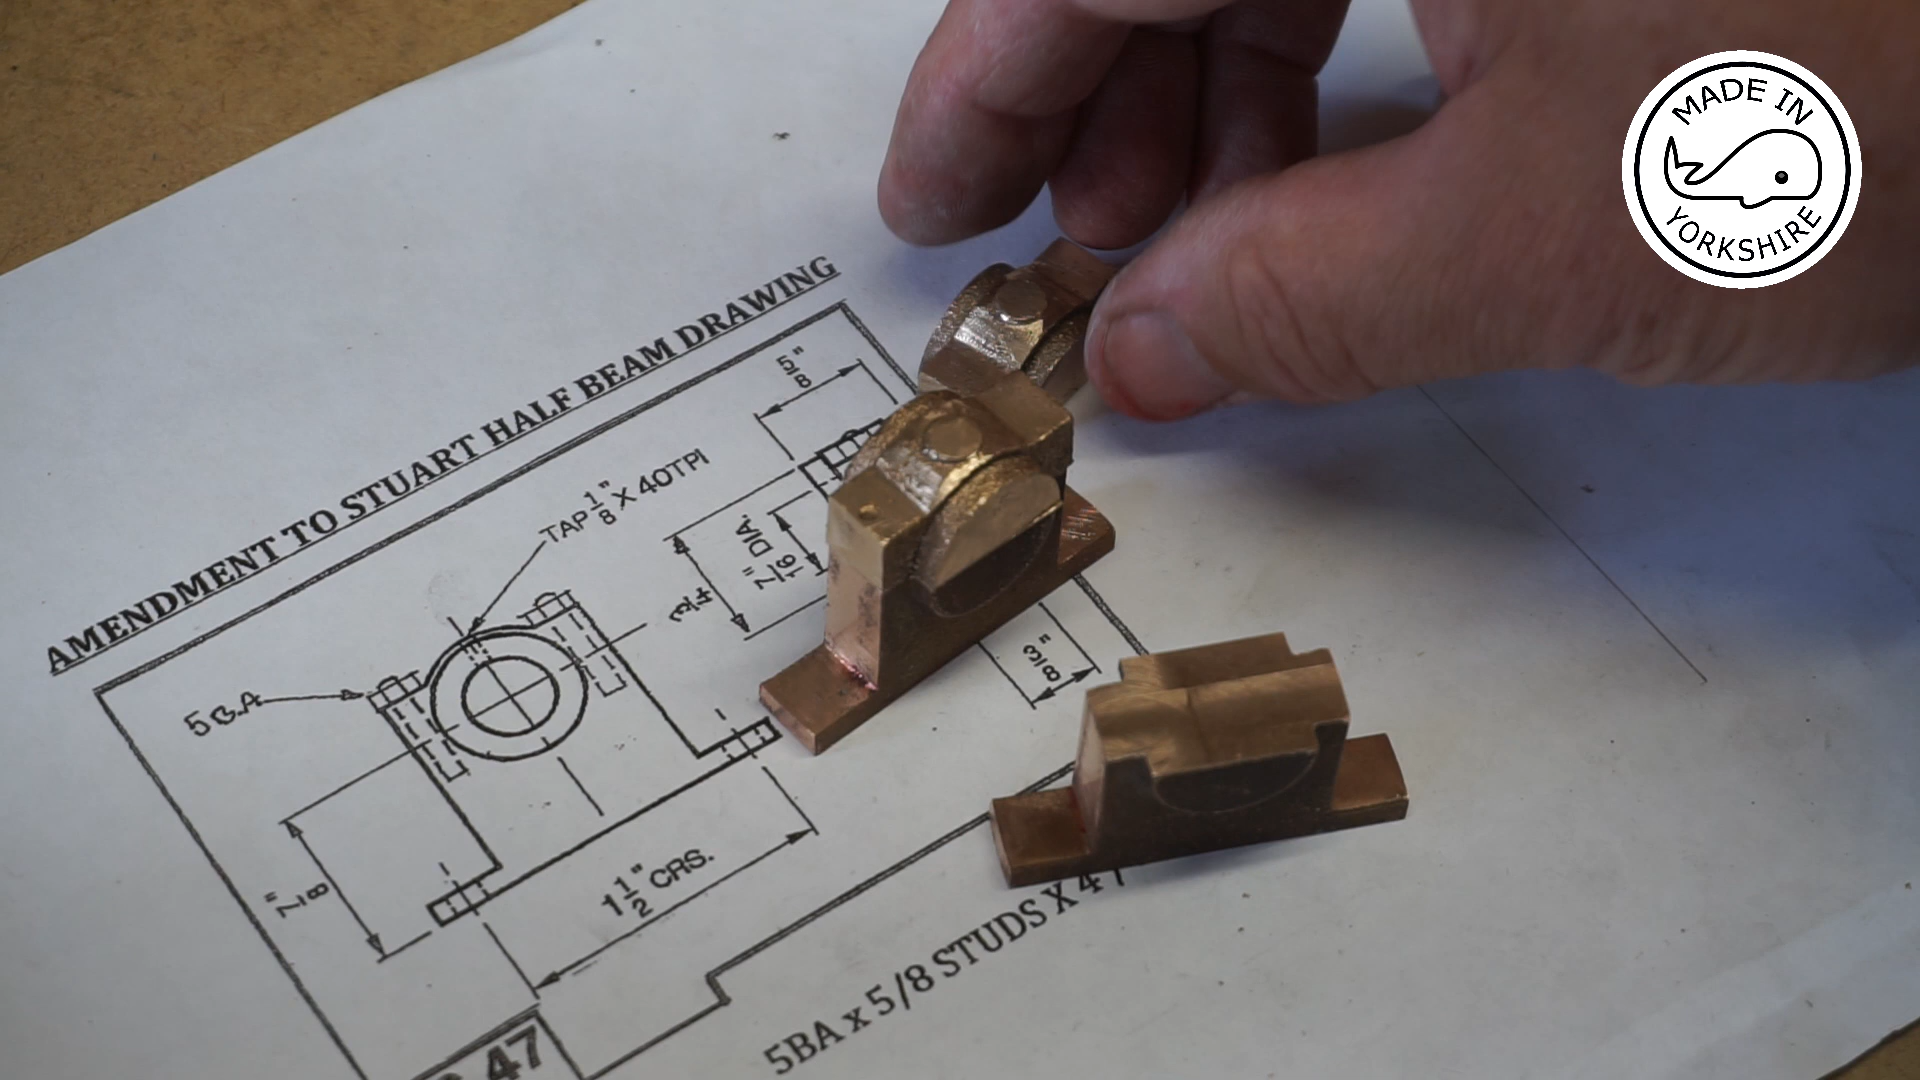 MADE IN
YORKSHIRE
AMENDMENT TO STUART HALF BEAM DRAWING
5"
8
TAP 1/8" X 40TPI
7/16" DIA.
3/4
5 B.A
3/8"
7/8"
1 1/2" CRS.
47
5BA x 5/8 STUDS X 4